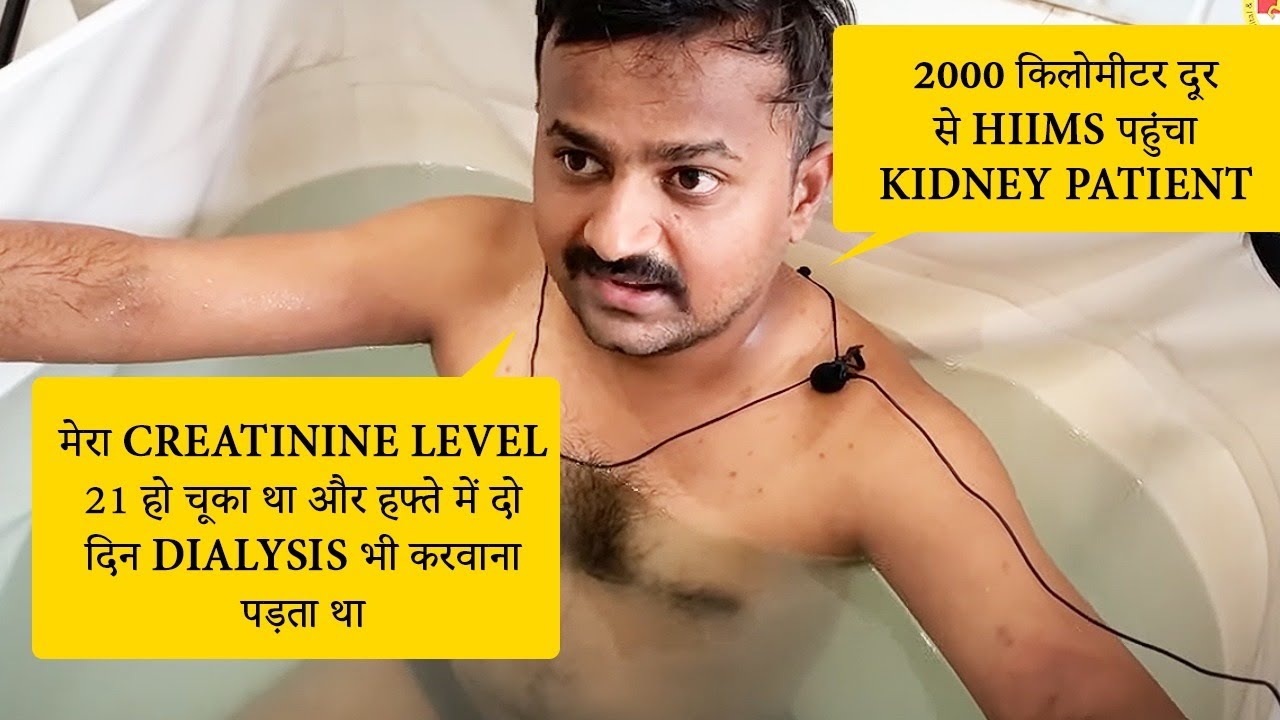 2000 किलोमीटर दूर
से HIIMS पहुंचा
KIDNEY PATIENT
मेरा CREATININE LEVEL
21 हो चूका था और हफ्ते में दो
दिन DIALYSIS भी करवाना
पड़ता था